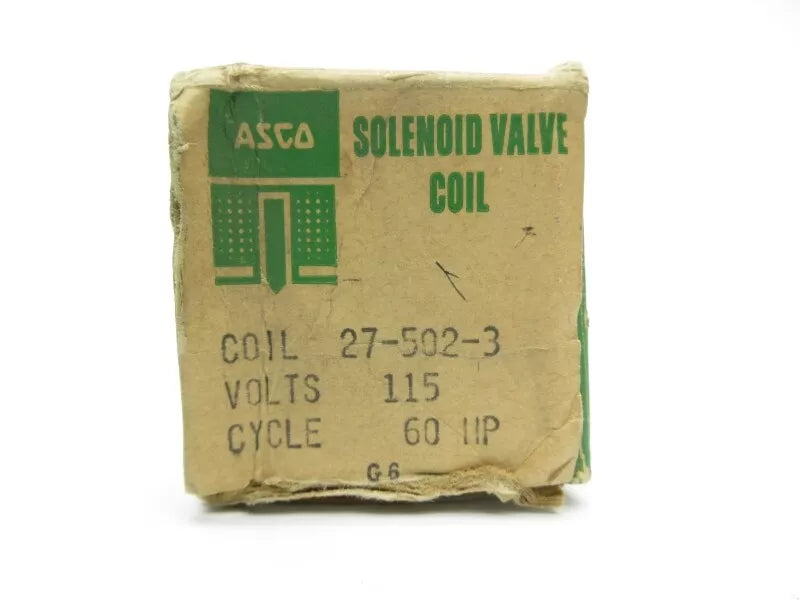 ASCO
SOLENOID VALVE
COIL
COIL 27-502-3
VOLTS 115
CYCLE 60 HP
G6